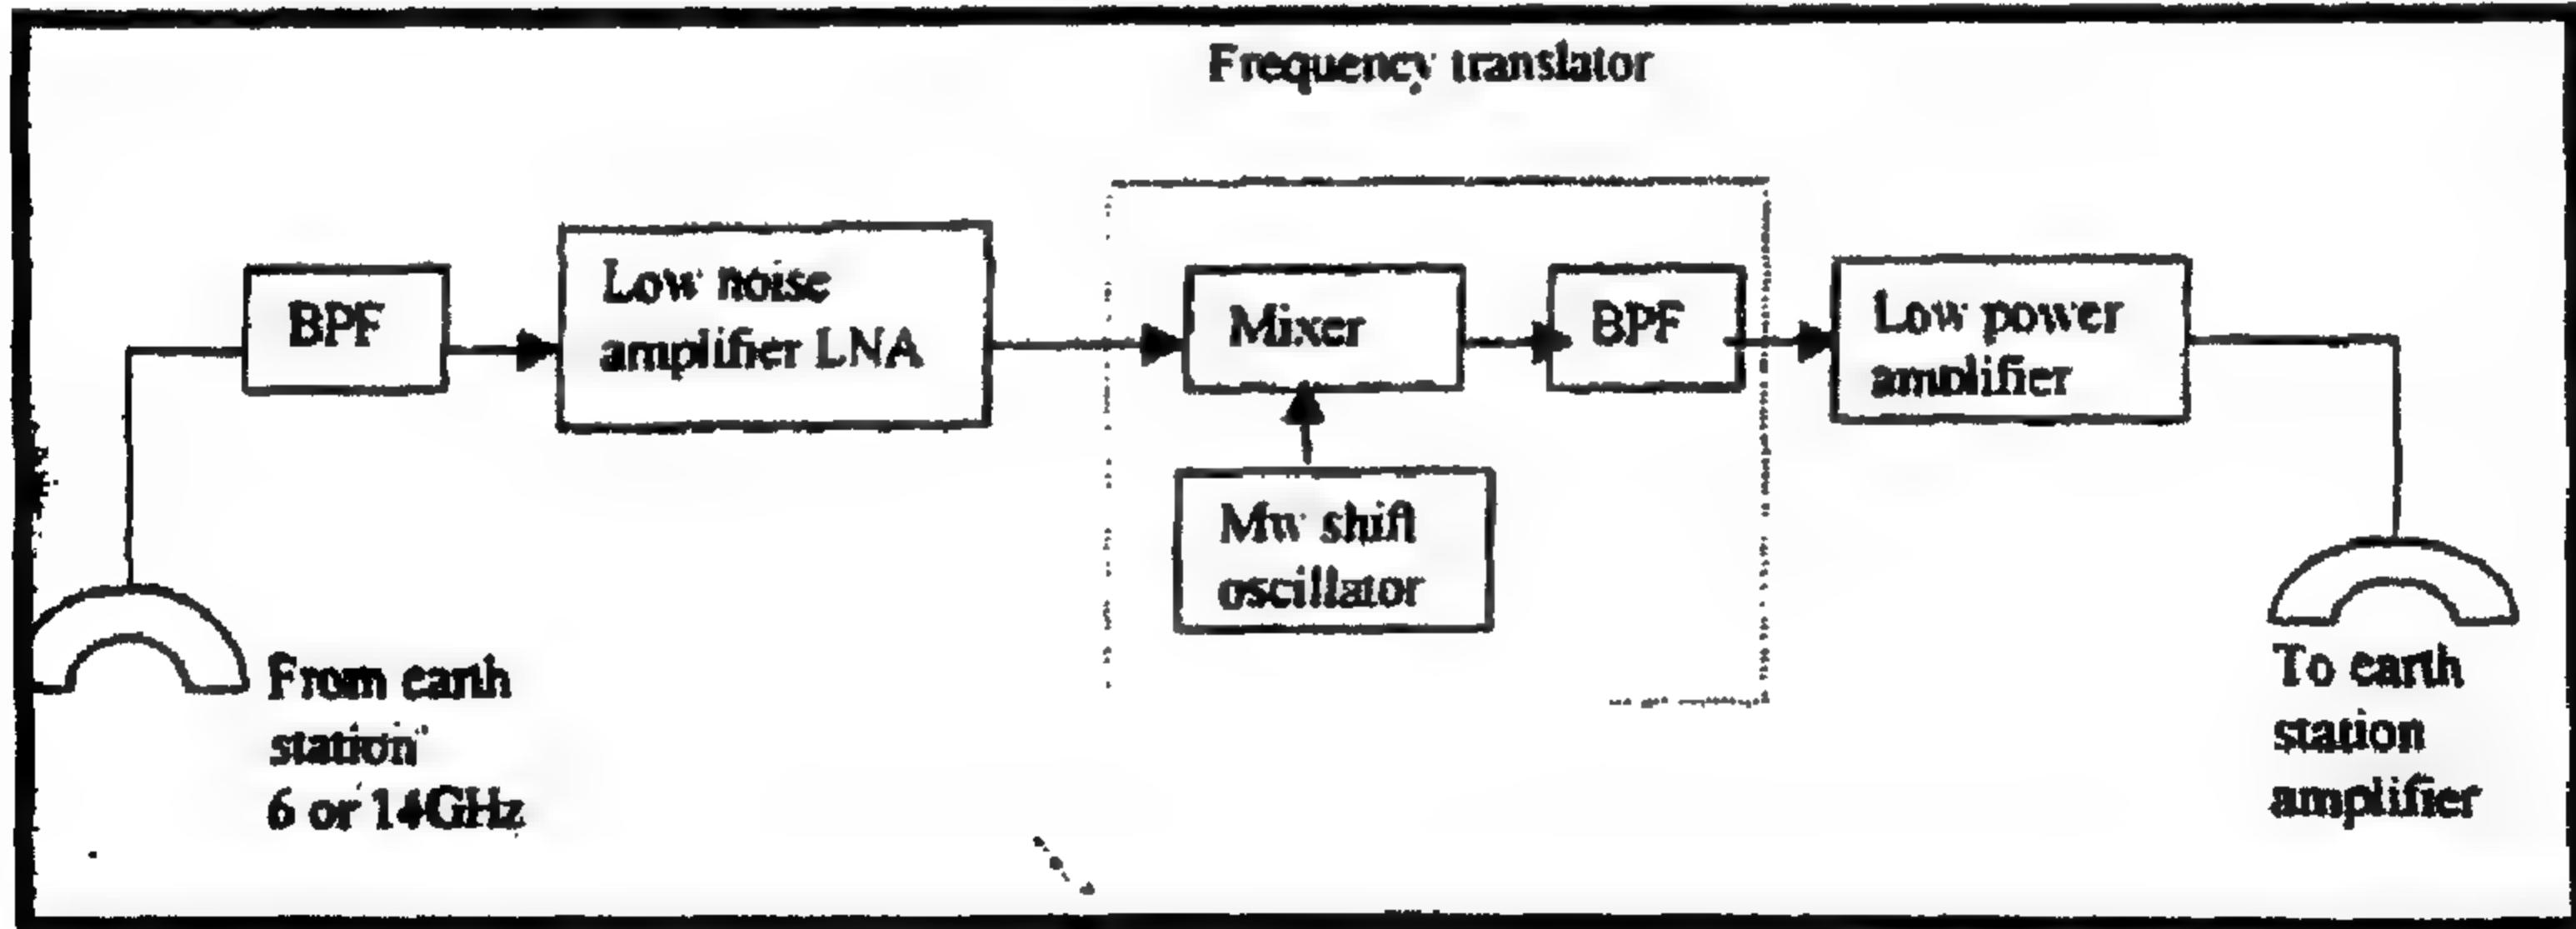 Frequency translator
BPF
Low noise
amplifier LNA
Mixer
BPF
Low power
amplifier
Mw shift
oscillator
From earth
station
6 or 14GHz
To earth
station
amplifier